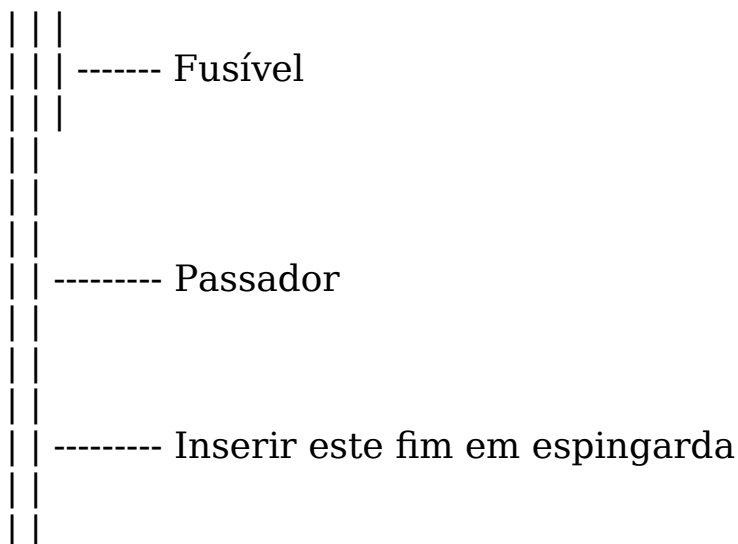 | | |
| | | ------- Fusível
| | |
| |
| |
| |
| | --------- Passador
| |
| |
| |
| | --------- Inserir este fim em espingarda
| |
| |